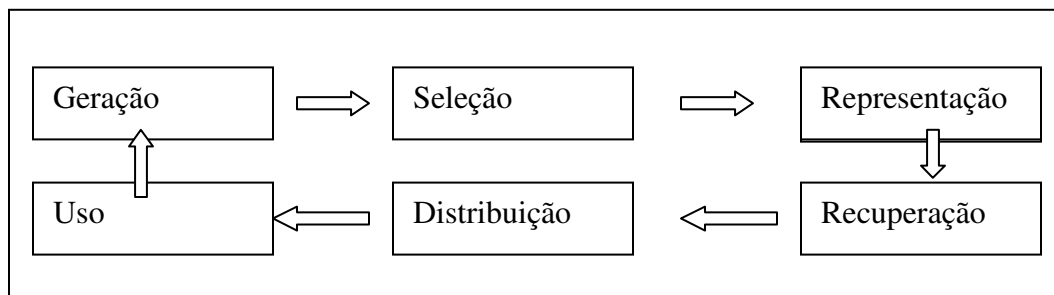 Geração
Seleção
Representação
Uso
Distribuição
Recuperação